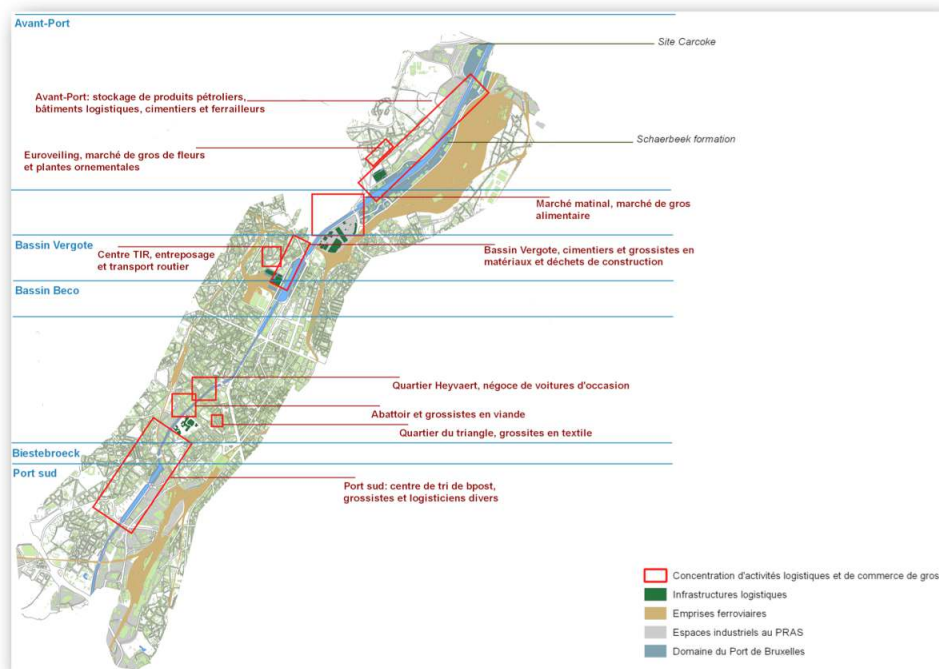 Avant-Port
Site Carcoke
Avant-Port: stockage de produits pétroliers,
bâtiments logistiques, cimentiers et ferrailleurs
Schaerbeek formation
Euroveiling, marché de gros de fleurs
et plantes ornementales
Marché matinal, marché de gros
alimentaire
Bassin Vergote
Centre TIR, entreposage
et transport routier
Bassin Vergote, cimentiers et grossistes en
matériaux et déchets de construction
Bassin Beco
Quartier Heyvaert, négoce de voitures d'occasion
Abattoir et grossistes en viande
Quartier du triangle, grossites en textile
Biestebroeck
Port sud
Port sud: centre de tri de bpost,
grossistes et logisticiens divers
Concentration d'activités logistiques et de commerce de gros
Infrastructures logistiques
Emprises ferroviaires
Espaces industriels au PRAS
Domaine du Port de Bruxelles